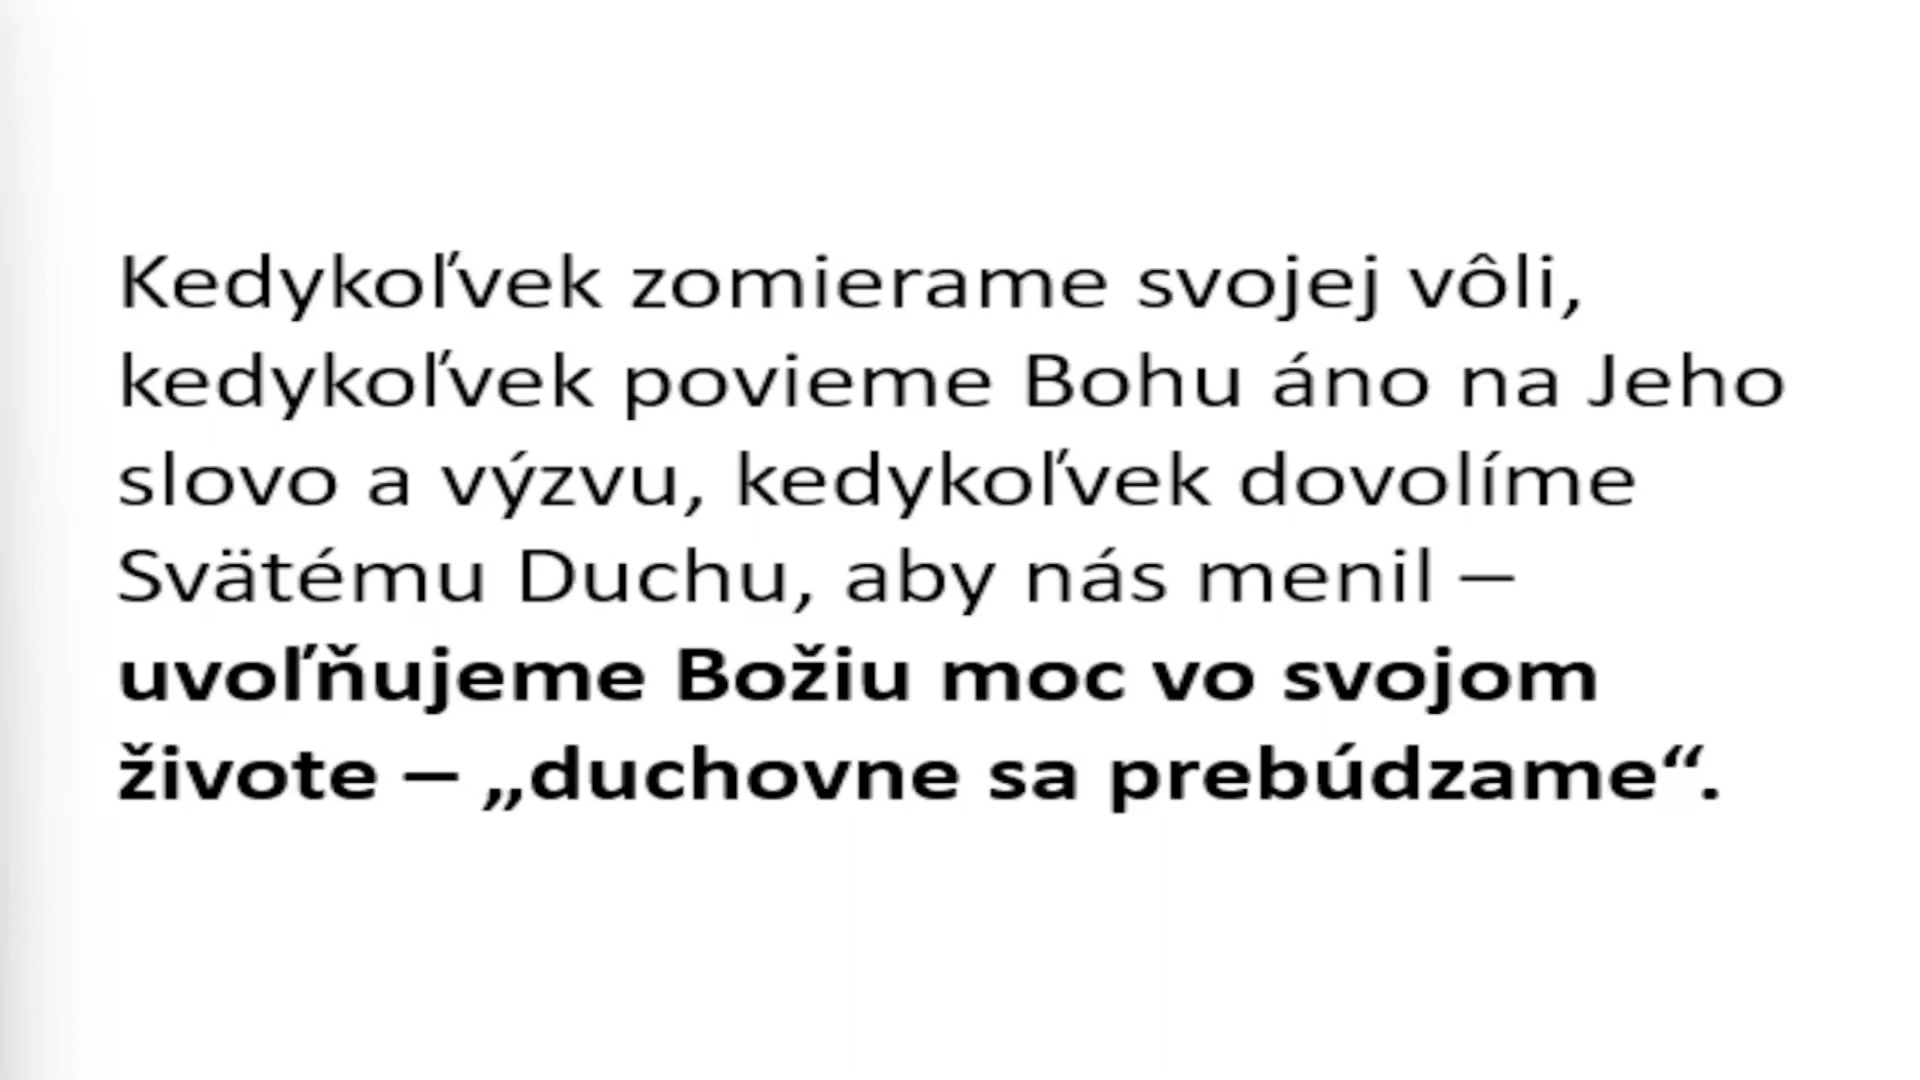 Kedykoľvek zomierame svojej vôli,
kedykoľvek povieme Bohu áno na Jeho
slovo a výzvu, kedykoľvek dovolíme
Svätému Duchu, aby nás menil –
uvoľňujeme Božiu moc vo svojom
živote – „duchovne sa prebúdzame“.